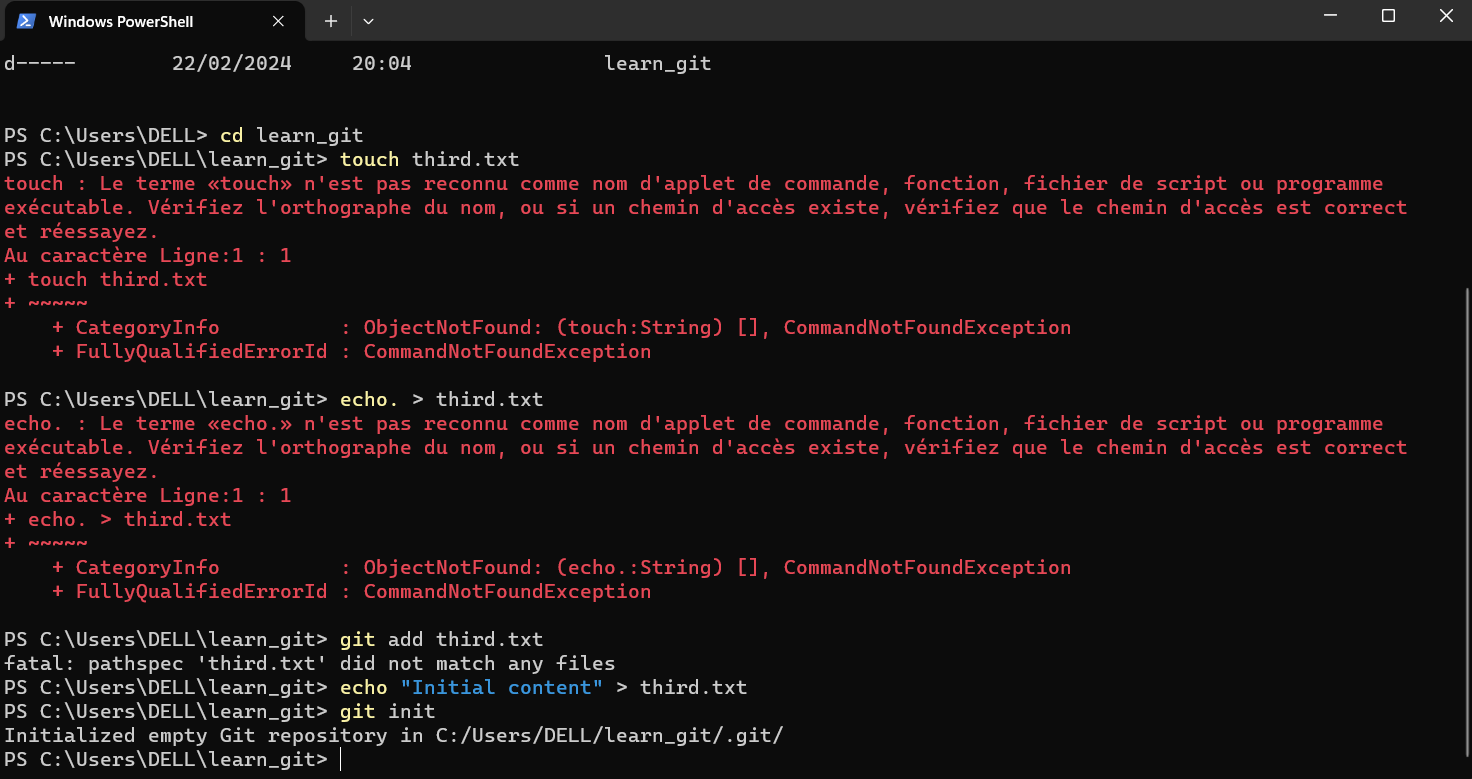 Windows PowerShell
d-----        22/02/2024     20:04                learn_git
PS C:\Users\DELL> cd learn_git
PS C:\Users\DELL\learn_git> touch third.txt
touch : Le terme «touch» n'est pas reconnu comme nom d'applet de commande, fonction, fichier de script ou programme
exécutable. Vérifiez l'orthographe du nom, ou si un chemin d'accès existe, vérifiez que le chemin d'accès est correct
et réessayez.
Au caractère Ligne:1 : 1
+ touch third.txt
+ ~~~~~
    + CategoryInfo          : ObjectNotFound: (touch:String) [], CommandNotFoundException
    + FullyQualifiedErrorId : CommandNotFoundException
PS C:\Users\DELL\learn_git> echo. > third.txt
echo. : Le terme «echo.» n'est pas reconnu comme nom d'applet de commande, fonction, fichier de script ou programme
exécutable. Vérifiez l'orthographe du nom, ou si un chemin d'accès existe, vérifiez que le chemin d'accès est correct
et réessayez.
Au caractère Ligne:1 : 1
+ echo. > third.txt
+ ~~~~~
    + CategoryInfo          : ObjectNotFound: (echo.:String) [], CommandNotFoundException
    + FullyQualifiedErrorId : CommandNotFoundException
PS C:\Users\DELL\learn_git> git add third.txt
fatal: pathspec 'third.txt' did not match any files
PS C:\Users\DELL\learn_git> echo "Initial content" > third.txt
PS C:\Users\DELL\learn_git> git init
Initialized empty Git repository in C:/Users/DELL/learn_git/.git/
PS C:\Users\DELL\learn_git>